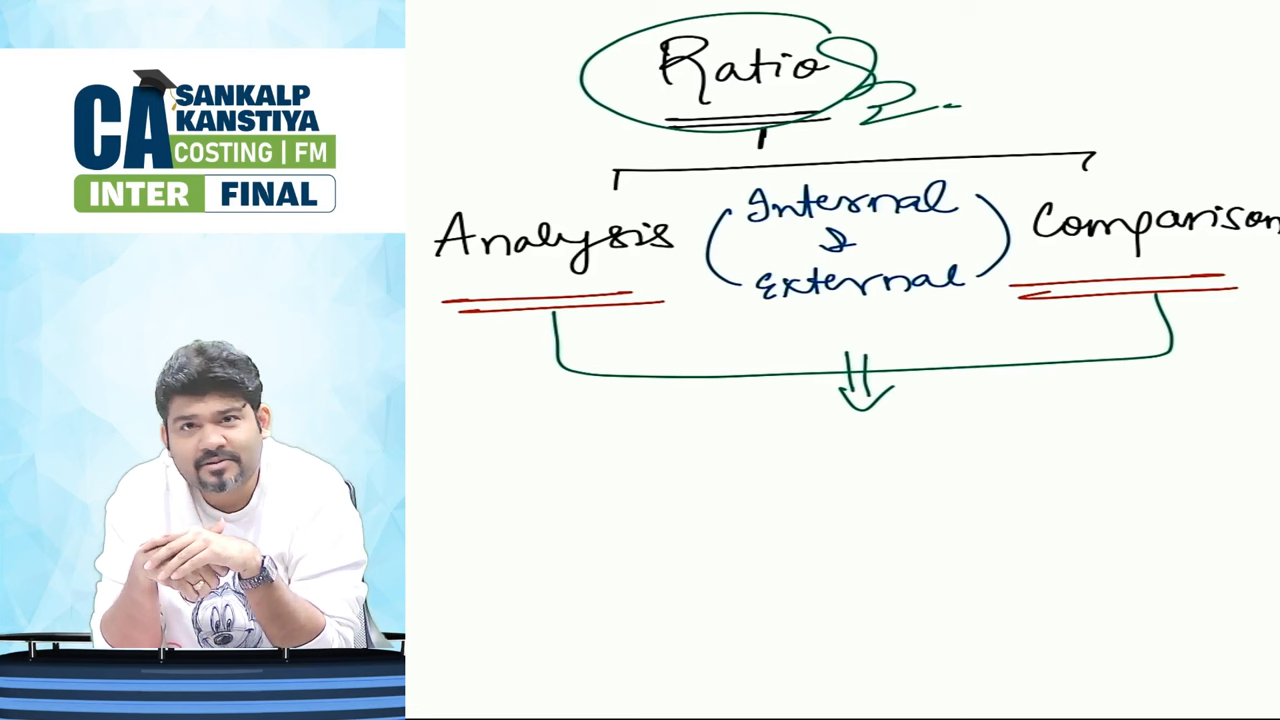 CA
SANKALP
KANSTIYA
COSTING | FM
INTER FINAL
Ratio
Analysis (Internal & External) Comparison